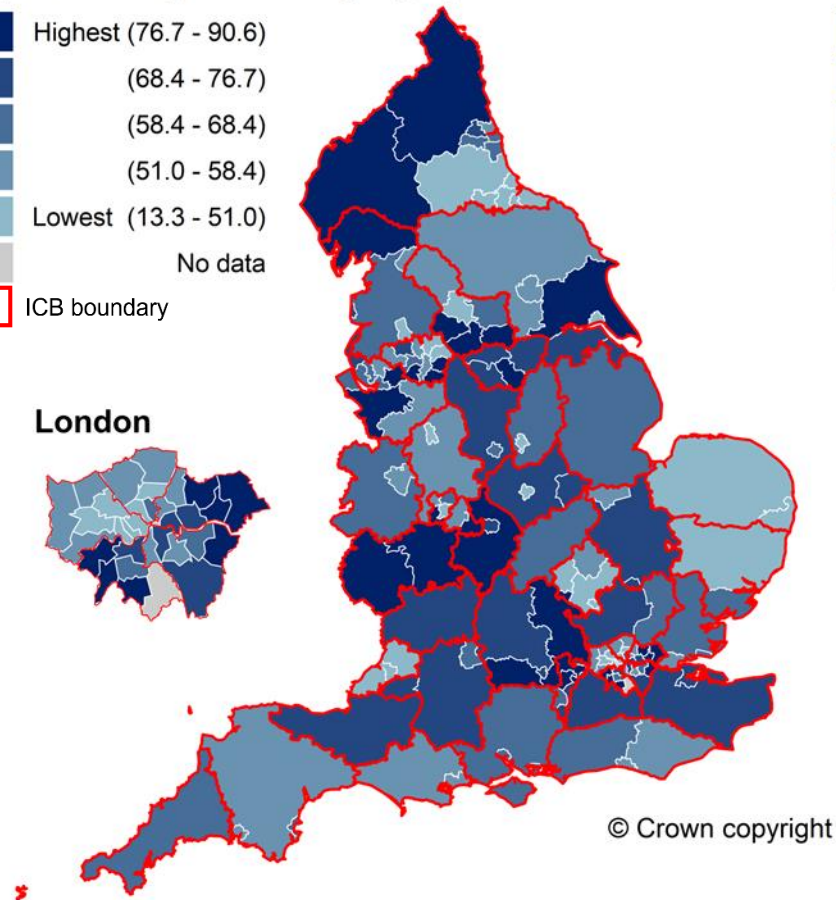 Highest (76.7 - 90.6)
(68.4 - 76.7)
(58.4 - 68.4)
(51.0 - 58.4)
Lowest (13.3 - 51.0)
No data
ICB boundary
London
© Crown copyright